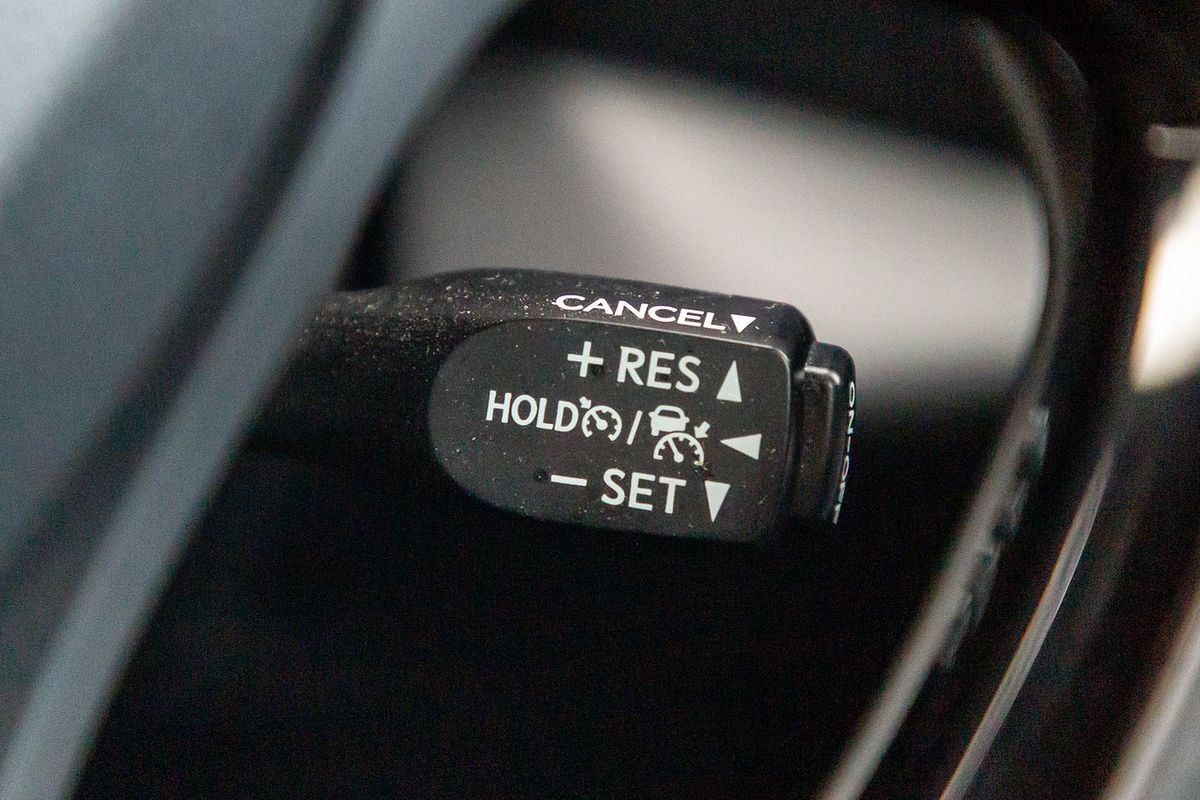 CANCEL▼
+ RES ▲
HOLD / ◀
− SET ▼